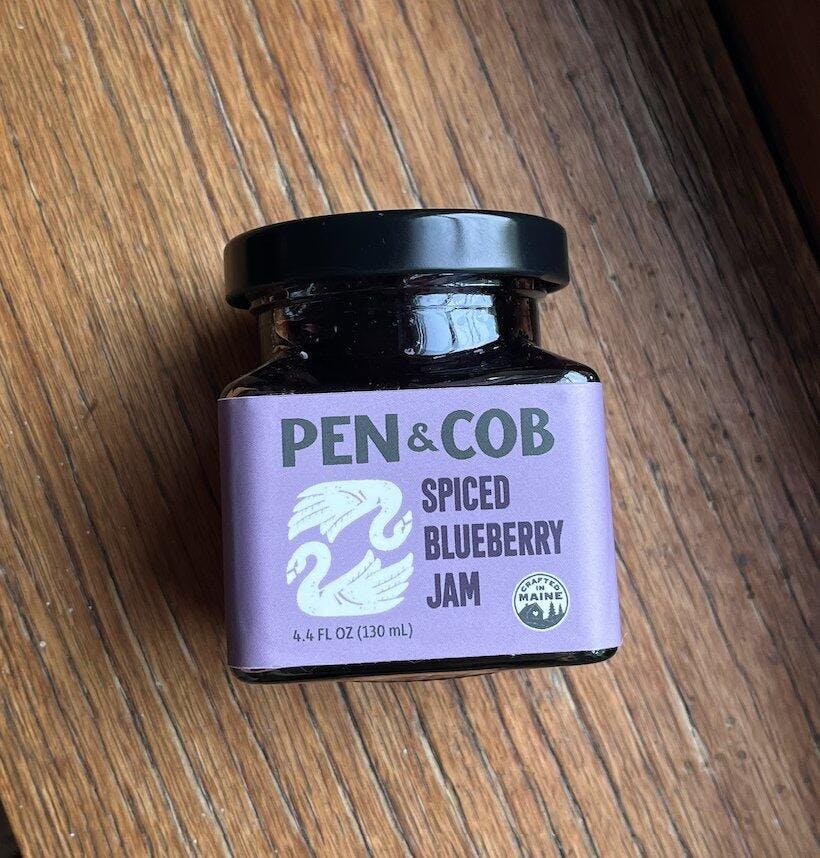 PEN & COB
SPICED
BLUEBERRY
JAM
CRAFTED
IN
MAINE
4.4 FL OZ (130 mL)